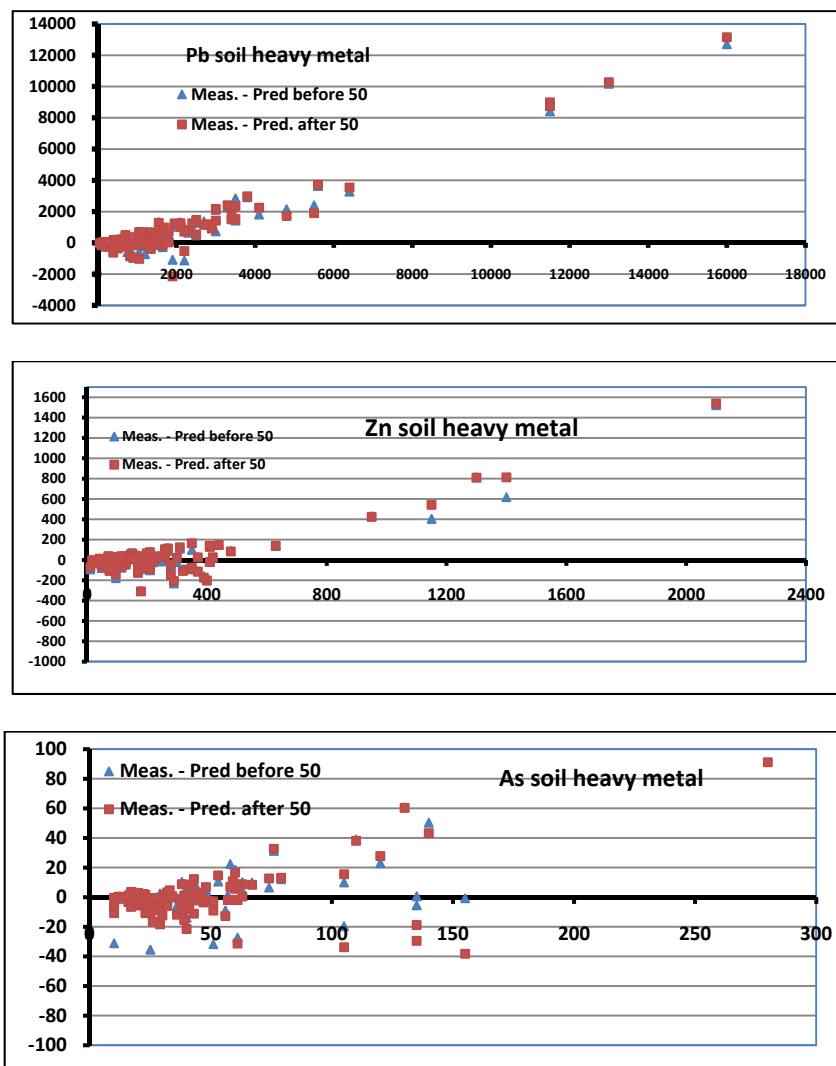 14000
Pb soil heavy metal
12000
10000
Meas. - Pred before 50
8000
Meas. - Pred. after 50
6000
4000
2000
0
0 2000 4000 6000 8000 10000 12000 14000 16000 18000
-2000
-4000
1600
1400
Zn soil heavy metal
Meas. - Pred before 50
1200
1000
Meas. - Pred. after 50
800
600
400
200
0
-200
0 400 800 1200 1600 2000 2400
-400
-600
-800
-1000
100
Meas. - Pred before 50
As soil heavy metal
80
60
Meas. - Pred. after 50
40
20
0
0 50 100 150 200 250 300
-20
-40
-60
-80
-100